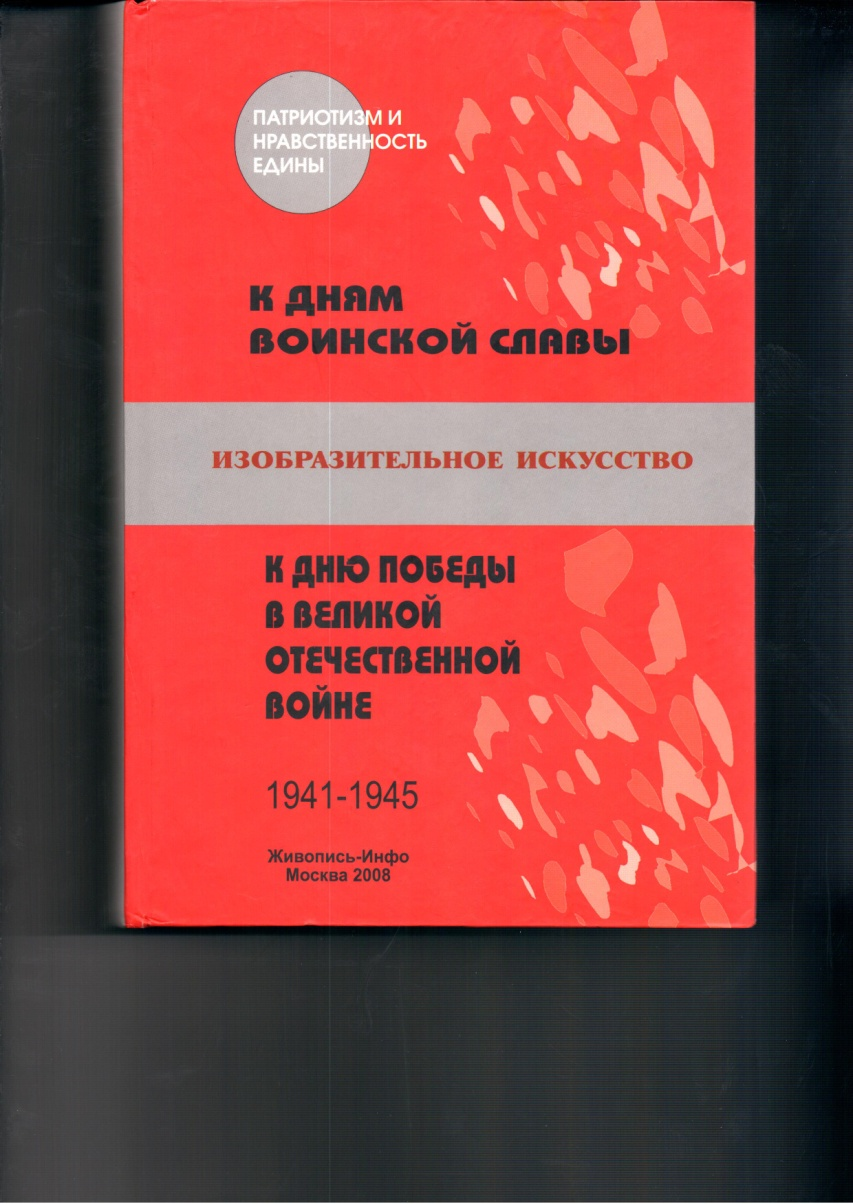 ПАТРИОТИЗМ И
НРАВСТВЕННОСТЬ
ЕДИНЫ
К ДНЯМ
ВОИНСКОЙ СЛАВЫ
ИЗОБРАЗИТЕЛЬНОЕ ИСКУССТВО
К ДНЮ ПОБЕДЫ
В ВЕЛИКОЙ
ОТЕЧЕСТВЕННОЙ
ВОЙНЕ
1941-1945
Живопись-Инфо
Москва 2008